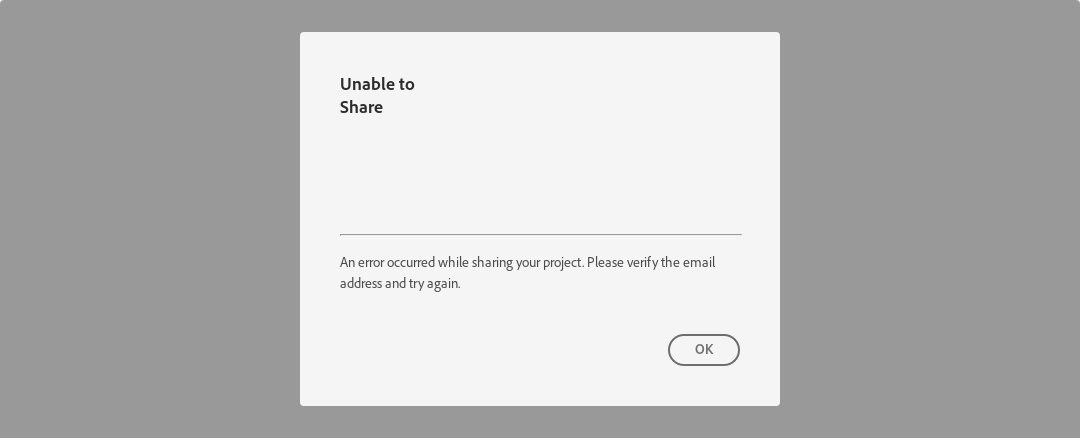 Unable to
Share
An error occurred while sharing your project. Please verify the email
address and try again.
OK